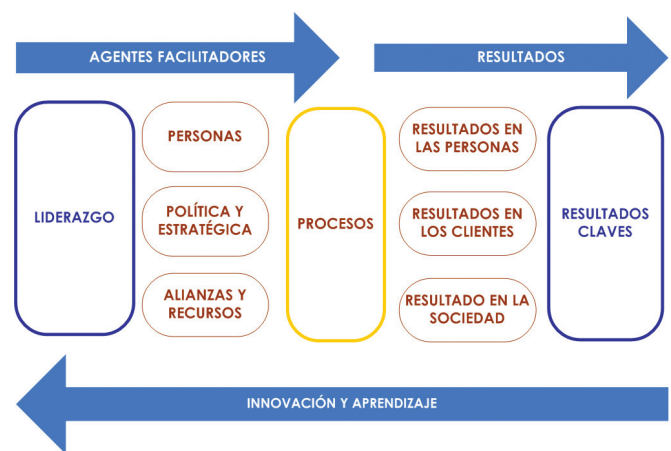 AGENTES FACILITADORES
RESULTADOS
LIDERAZGO
PERSONAS
POLÍTICA Y
ESTRATÉGICA
ALIANZAS Y
RECURSOS
PROCESOS
RESULTADOS EN
LAS PERSONAS
RESULTADOS EN
LOS CLIENTES
RESULTADO EN LA
SOCIEDAD
RESULTADOS
CLAVES
INNOVACIÓN Y APRENDIZAJE